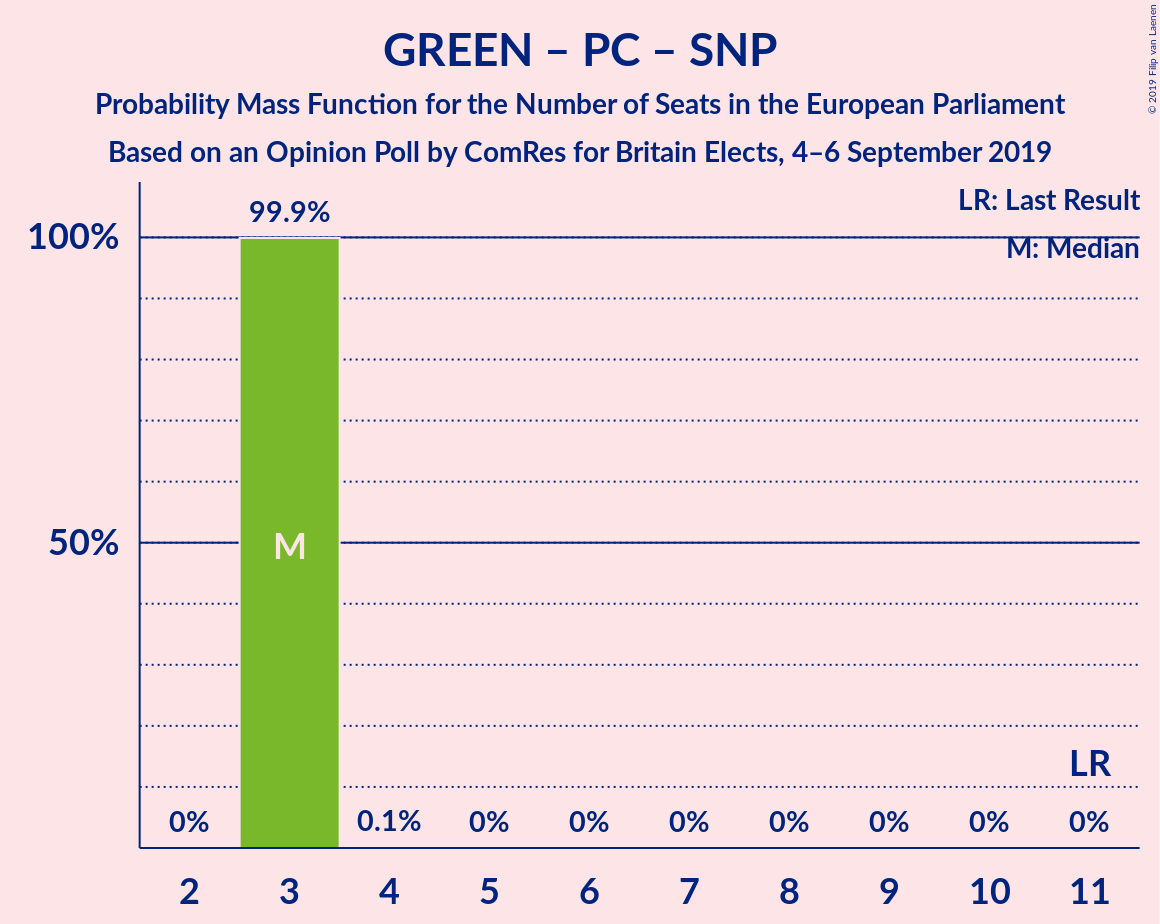 GREEN – PC – SNP
Probability Mass Function for the Number of Seats in the European Parliament
Based on an Opinion Poll by ComRes for Britain Elects, 4–6 September 2019
© 2019 Filip van Laenen
LR: Last Result
M: Median
99.9%
100%
50%
M
LR
0% 0.1% 0% 0% 0% 0% 0% 0% 0%
2 3 4 5 6 7 8 9 10 11